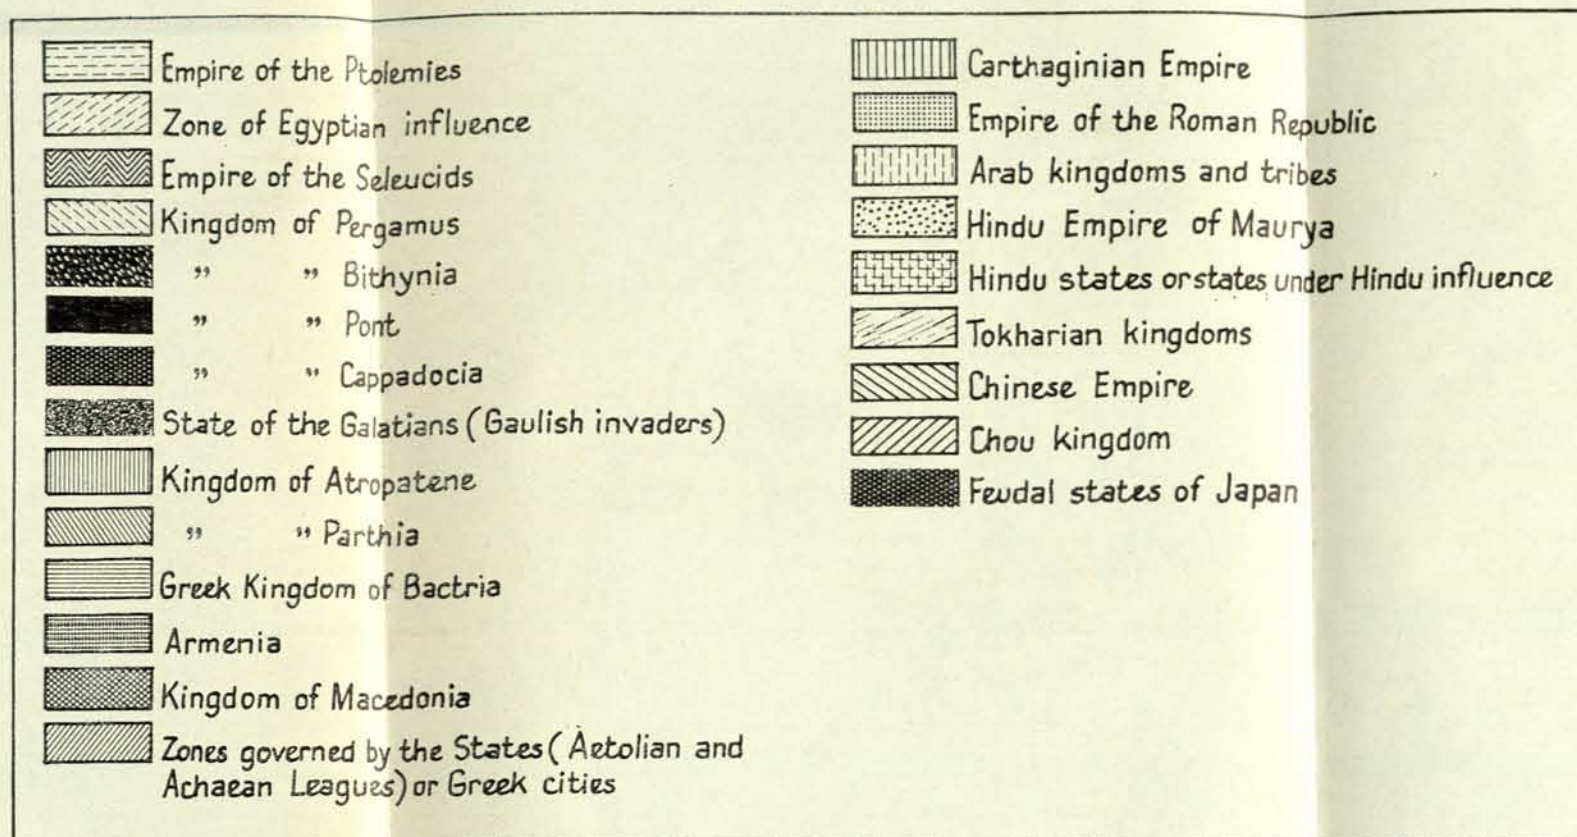 Empire of the Ptolemies
Zone of Egyptian influence
Empire of the Seleucids
Kingdom of Pergamus
" " Bithynia
" " Pont
" " Cappadocia
State of the Galatians (Gaulish invaders)
Kingdom of Atropatene
" " Parthia
Greek Kingdom of Bactria
Armenia
Kingdom of Macedonia
Zones governed by the States (Aetolian and
Achaean Leagues) or Greek cities
Carthaginian Empire
Empire of the Roman Republic
Arab kingdoms and tribes
Hindu Empire of Maurya
Hindu states or states under Hindu influence
Tokharian kingdoms
Chinese Empire
Chou kingdom
Feudal states of Japan